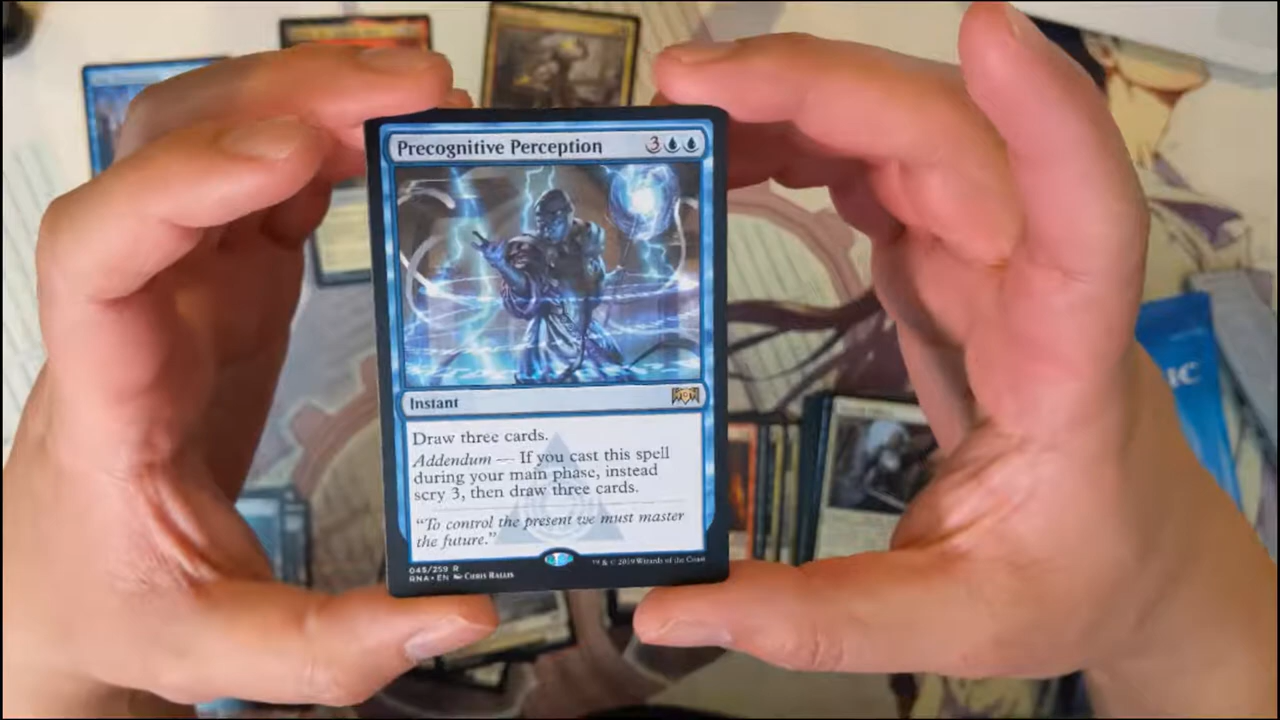 Precognitive Perception 3
Instant
Draw three cards.
Addendum — If you cast this spell
during your main phase, instead
scry 3, then draw three cards.
"To control the present we must master
the future."
045/259 R
RNA • EN Chris Rallis
™ & © 2019 Wizards of the Coast
IC